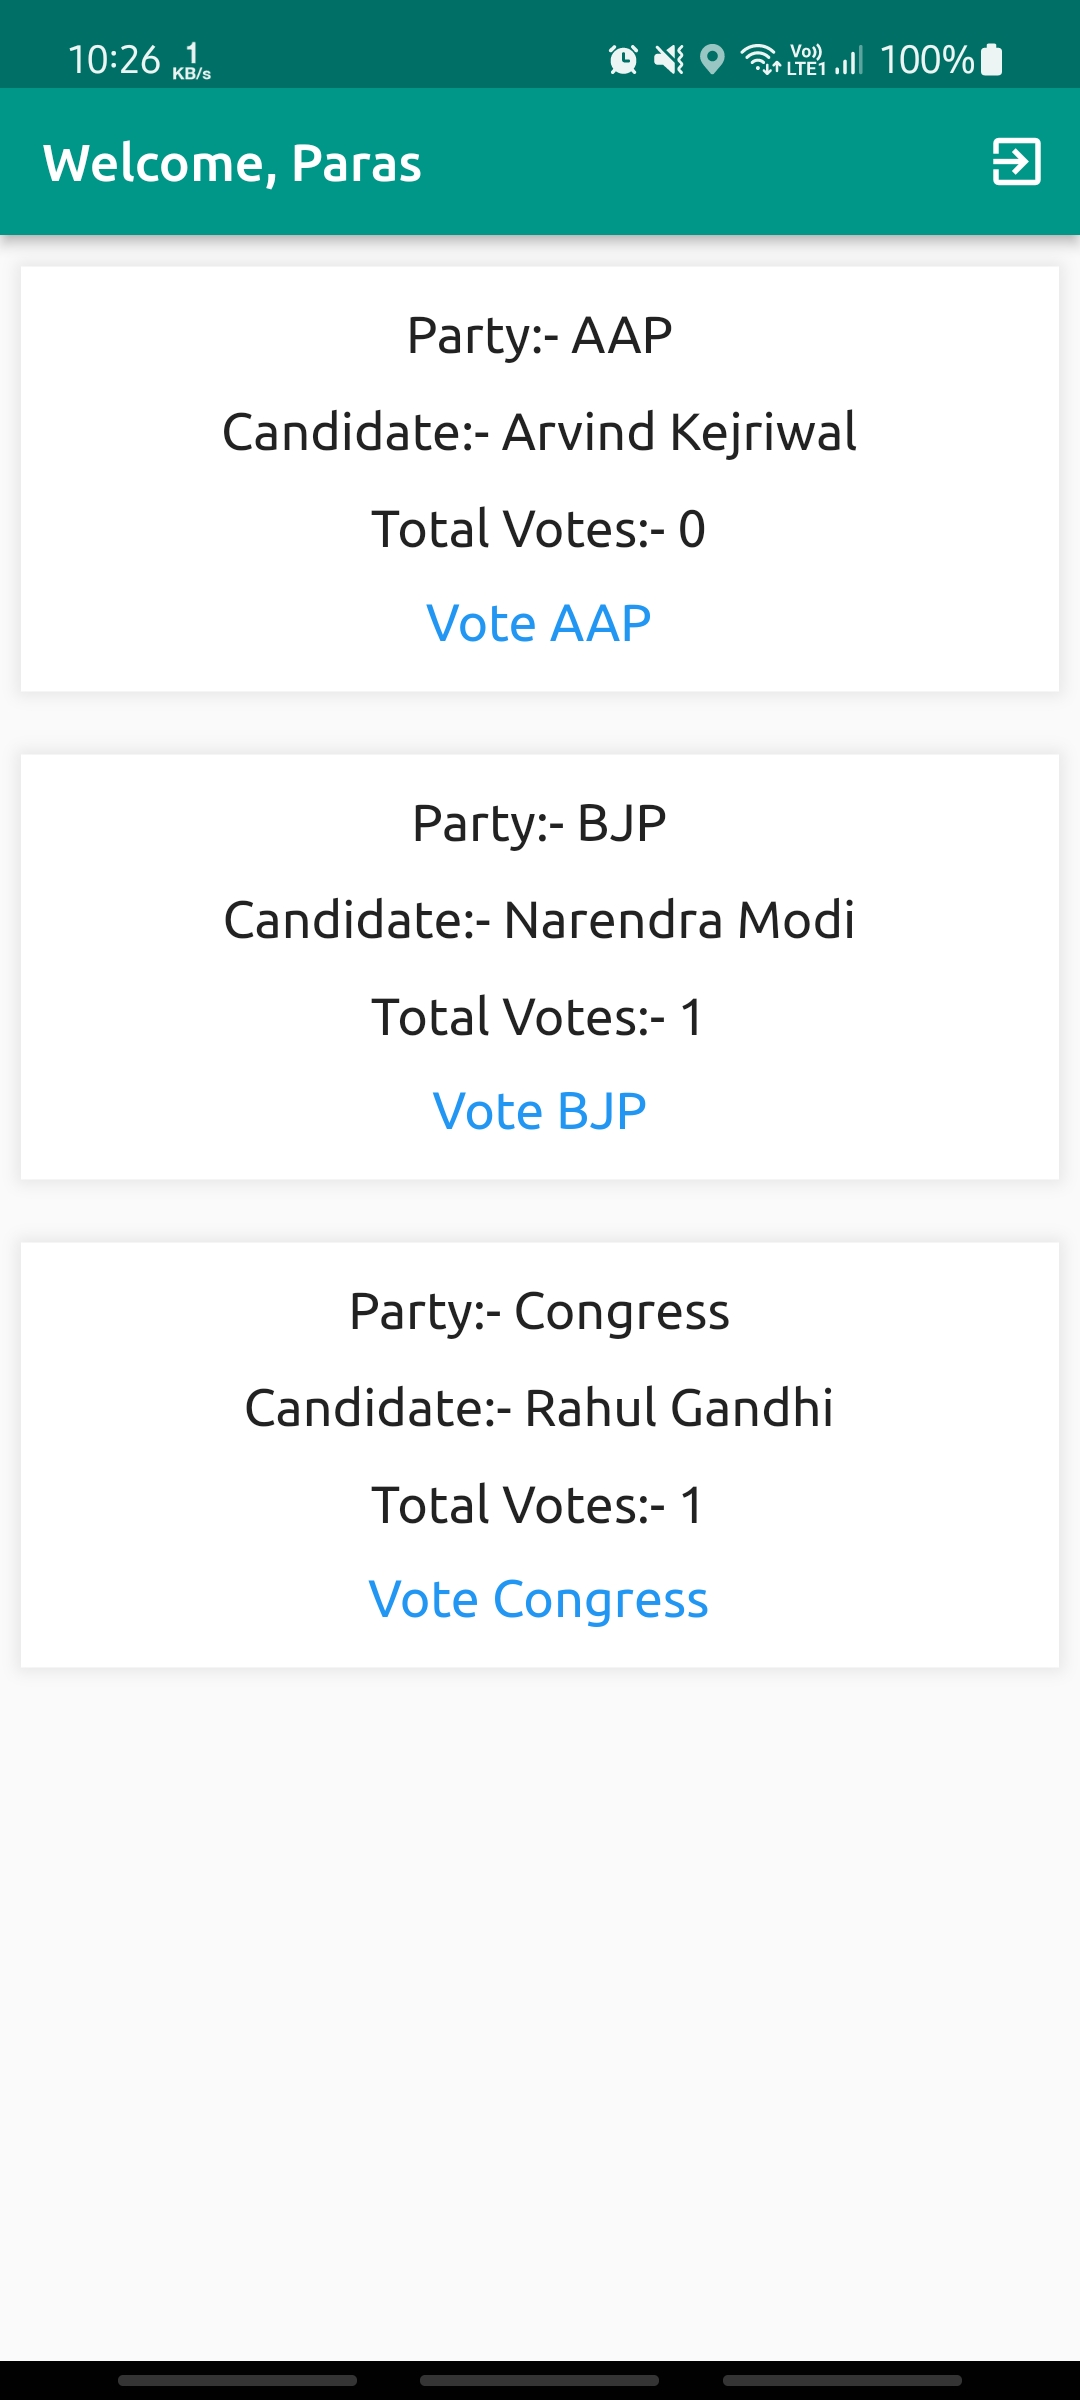 10:26 1 KB/s Vo)) LTE1 100%
Welcome, Paras
Party:- AAP
Candidate:- Arvind Kejriwal
Total Votes:- 0
Vote AAP
Party:- BJP
Candidate:- Narendra Modi
Total Votes:- 1
Vote BJP
Party:- Congress
Candidate:- Rahul Gandhi
Total Votes:- 1
Vote Congress